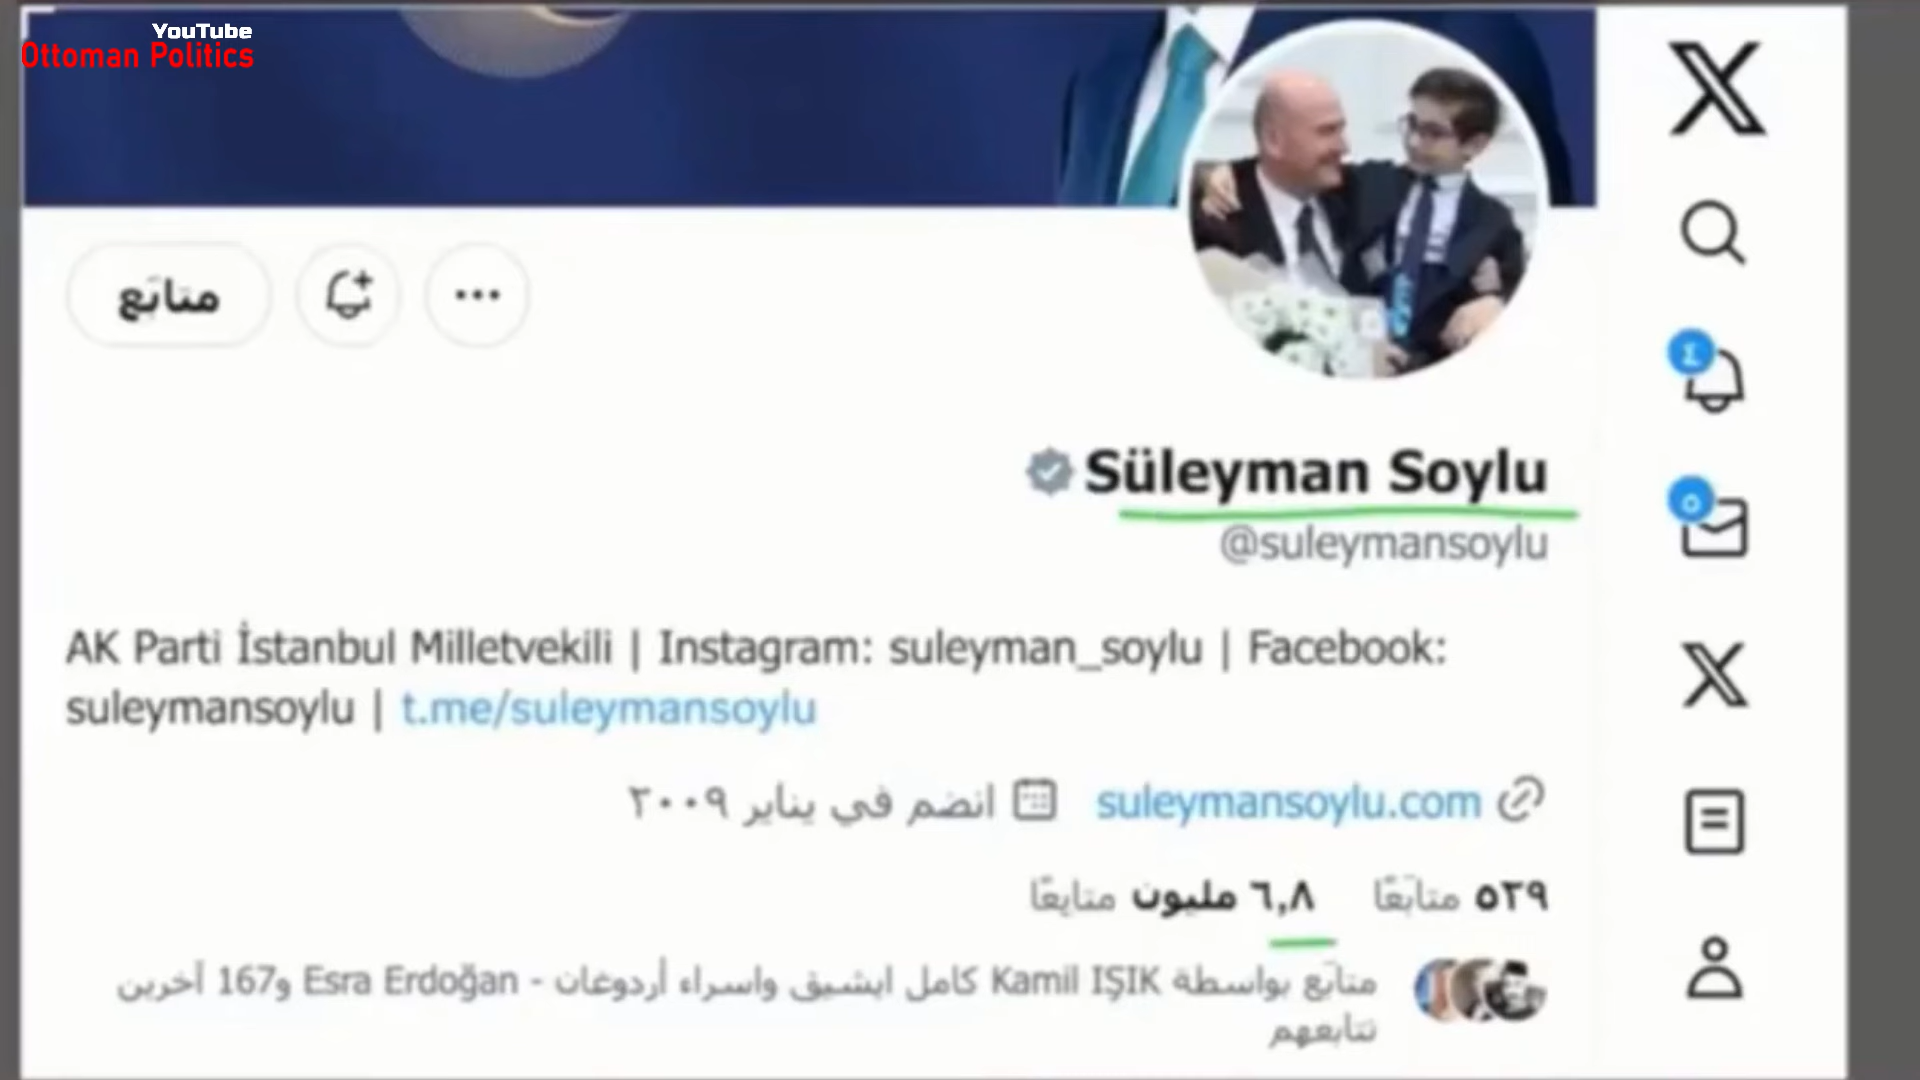 YouTube
Ottoman Politics
متابَع
Süleyman Soylu
@suleymansoylu
AK Parti İstanbul Milletvekili | Instagram: suleyman_soylu | Facebook:
suleymansoylu | t.me/suleymansoylu
suleymansoylu.com انضم في يناير ٢٠٠٩
٥٢٩ متابَعًا ٦,٨ مليون متابِعًا
متابَع بواسطة Kamil IŞIK كامل ايشيق واسراء أردوغان - Esra Erdoğan و167 آخرين
تتابعهم
٤
٥